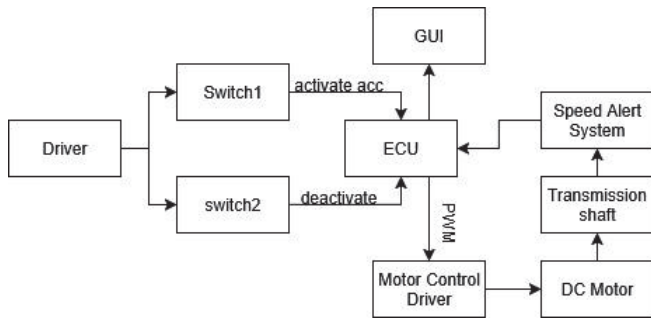 GUI
Switch1
activate acc
Speed Alert
System
Driver
ECU
switch2
deactivate
PWM
Transmission
shaft
Motor Control
Driver
DC Motor